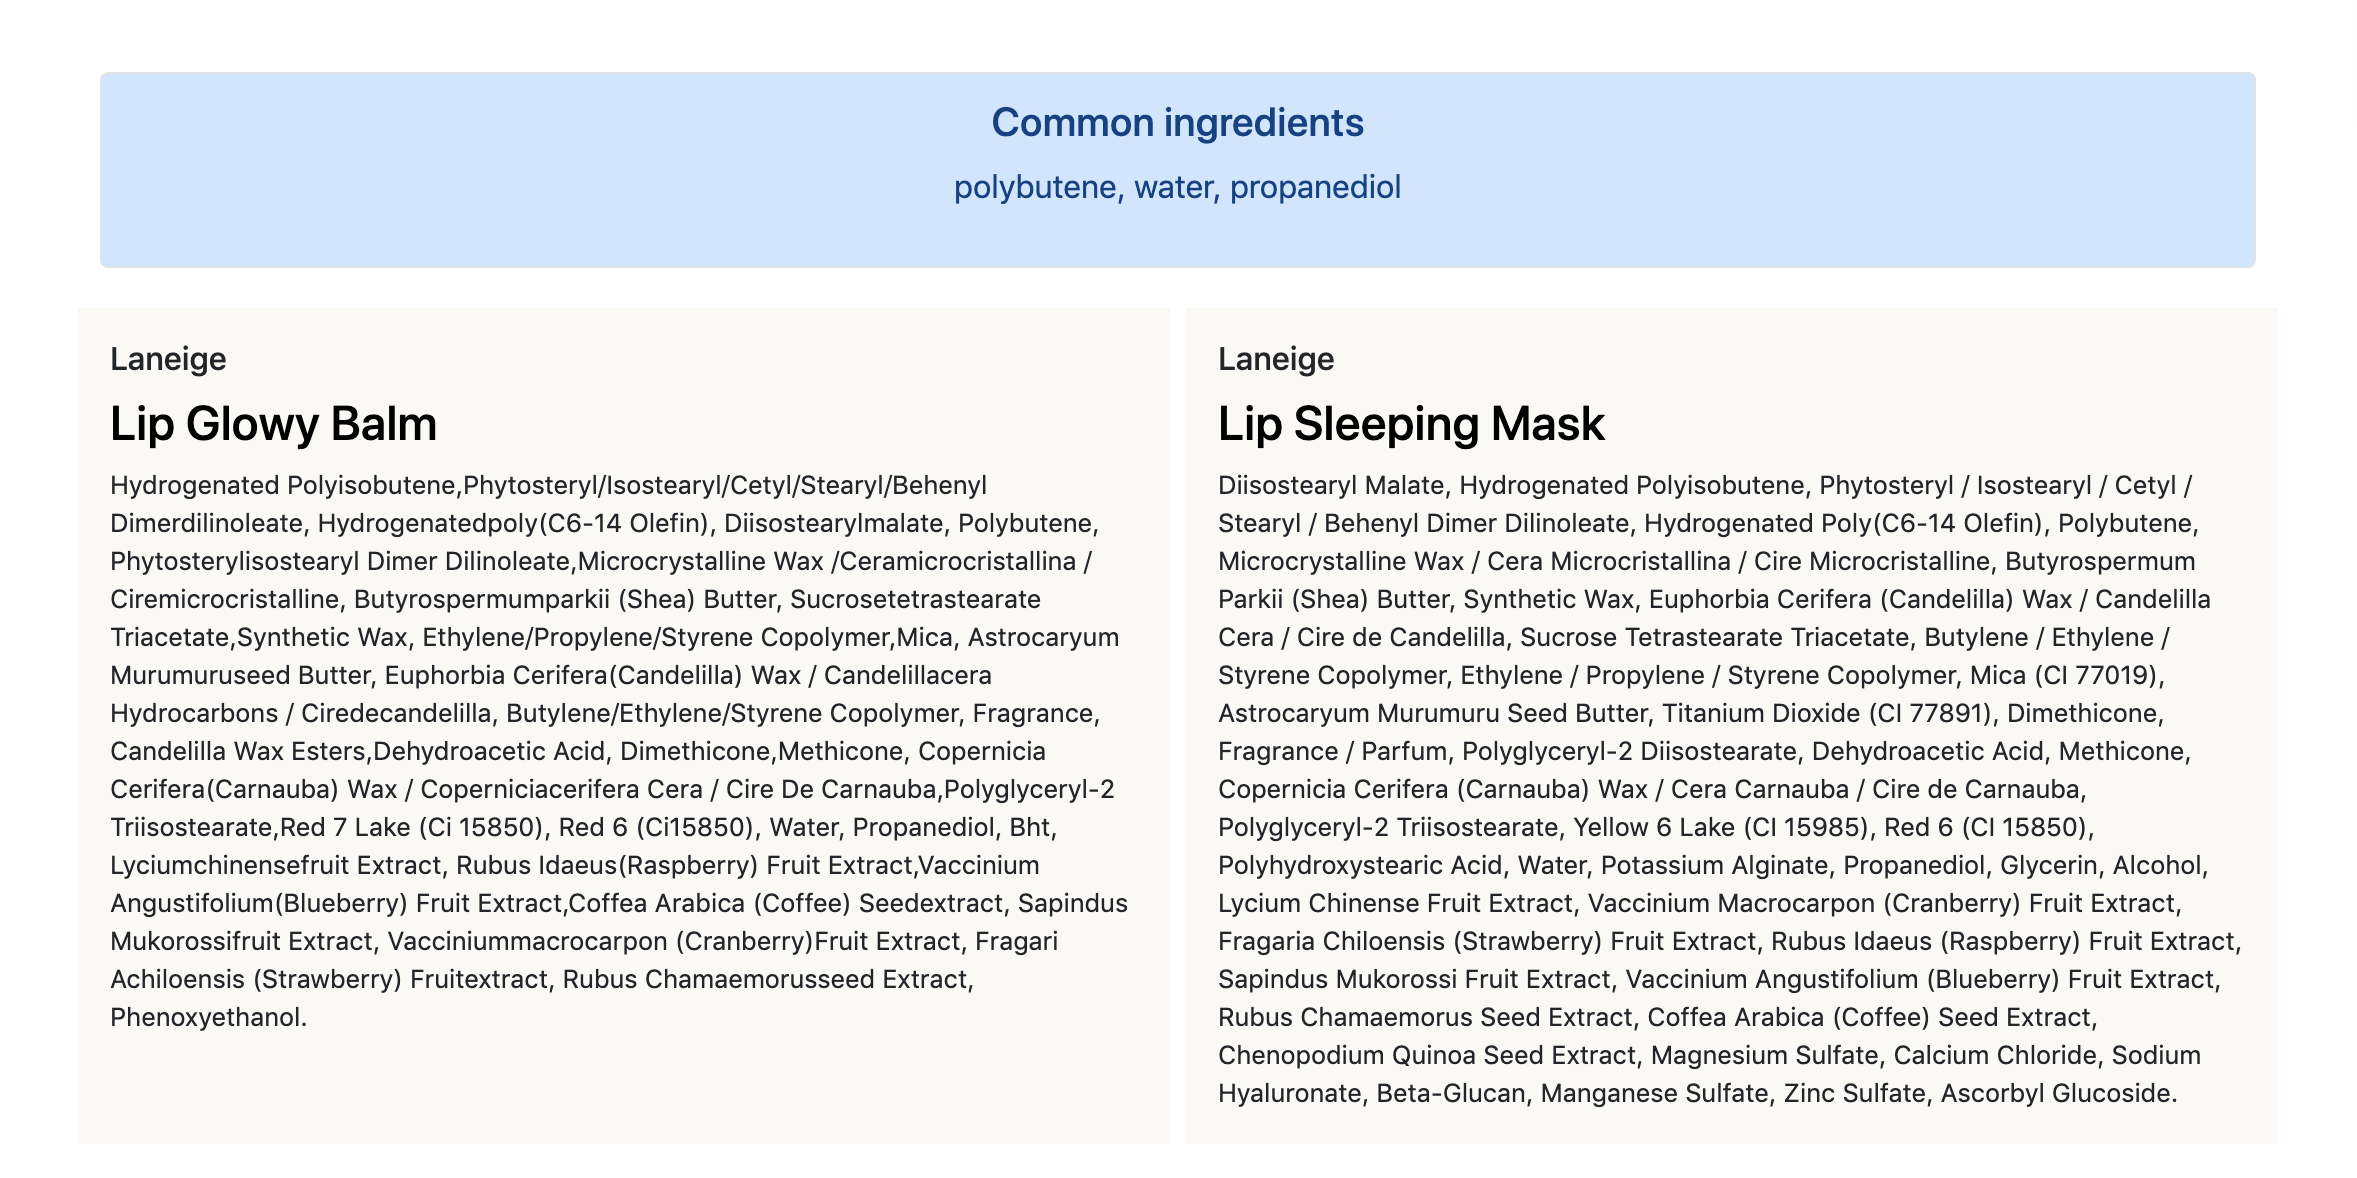 Common ingredients
polybutene, water, propanediol
Laneige
Lip Glowy Balm
Hydrogenated Polyisobutene,Phytosteryl/Isostearyl/Cetyl/Stearyl/Behenyl
Dimerdilinoleate, Hydrogenatedpoly(C6-14 Olefin), Diisostearylmalate, Polybutene,
Phytosterylisostearyl Dimer Dilinoleate,Microcrystalline Wax /Ceramicrocristallina /
Ciremicrocristalline, Butyrospermumparkii (Shea) Butter, Sucrosetetrastearate
Triacetate,Synthetic Wax, Ethylene/Propylene/Styrene Copolymer,Mica, Astrocaryum
Murumuruseed Butter, Euphorbia Cerifera(Candelilla) Wax / Candelillacera
Hydrocarbons / Ciredecandelilla, Butylene/Ethylene/Styrene Copolymer, Fragrance,
Candelilla Wax Esters,Dehydroacetic Acid, Dimethicone,Methicone, Copernicia
Cerifera(Carnauba) Wax / Coperniciacerifera Cera / Cire De Carnauba,Polyglyceryl-2
Triisostearate,Red 7 Lake (Ci 15850), Red 6 (Ci15850), Water, Propanediol, Bht,
Lyciumchinensefruit Extract, Rubus Idaeus(Raspberry) Fruit Extract,Vaccinium
Angustifolium(Blueberry) Fruit Extract,Coffea Arabica (Coffee) Seedextract, Sapindus
Mukorossifruit Extract, Vacciniummacrocarpon (Cranberry)Fruit Extract, Fragari
Achiloensis (Strawberry) Fruitextract, Rubus Chamaemorusseed Extract,
Phenoxyethanol.
Laneige
Lip Sleeping Mask
Diisostearyl Malate, Hydrogenated Polyisobutene, Phytosteryl / Isostearyl / Cetyl /
Stearyl / Behenyl Dimer Dilinoleate, Hydrogenated Poly(C6-14 Olefin), Polybutene,
Microcrystalline Wax / Cera Microcristallina / Cire Microcristalline, Butyrospermum
Parkii (Shea) Butter, Synthetic Wax, Euphorbia Cerifera (Candelilla) Wax / Candelilla
Cera / Cire de Candelilla, Sucrose Tetrastearate Triacetate, Butylene / Ethylene /
Styrene Copolymer, Ethylene / Propylene / Styrene Copolymer, Mica (CI 77019),
Astrocaryum Murumuru Seed Butter, Titanium Dioxide (CI 77891), Dimethicone,
Fragrance / Parfum, Polyglyceryl-2 Diisostearate, Dehydroacetic Acid, Methicone,
Copernicia Cerifera (Carnauba) Wax / Cera Carnauba / Cire de Carnauba,
Polyglyceryl-2 Triisostearate, Yellow 6 Lake (CI 15985), Red 6 (CI 15850),
Polyhydroxystearic Acid, Water, Potassium Alginate, Propanediol, Glycerin, Alcohol,
Lycium Chinense Fruit Extract, Vaccinium Macrocarpon (Cranberry) Fruit Extract,
Fragaria Chiloensis (Strawberry) Fruit Extract, Rubus Idaeus (Raspberry) Fruit Extract,
Sapindus Mukorossi Fruit Extract, Vaccinium Angustifolium (Blueberry) Fruit Extract,
Rubus Chamaemorus Seed Extract, Coffea Arabica (Coffee) Seed Extract,
Chenopodium Quinoa Seed Extract, Magnesium Sulfate, Calcium Chloride, Sodium
Hyaluronate, Beta-Glucan, Manganese Sulfate, Zinc Sulfate, Ascorbyl Glucoside.